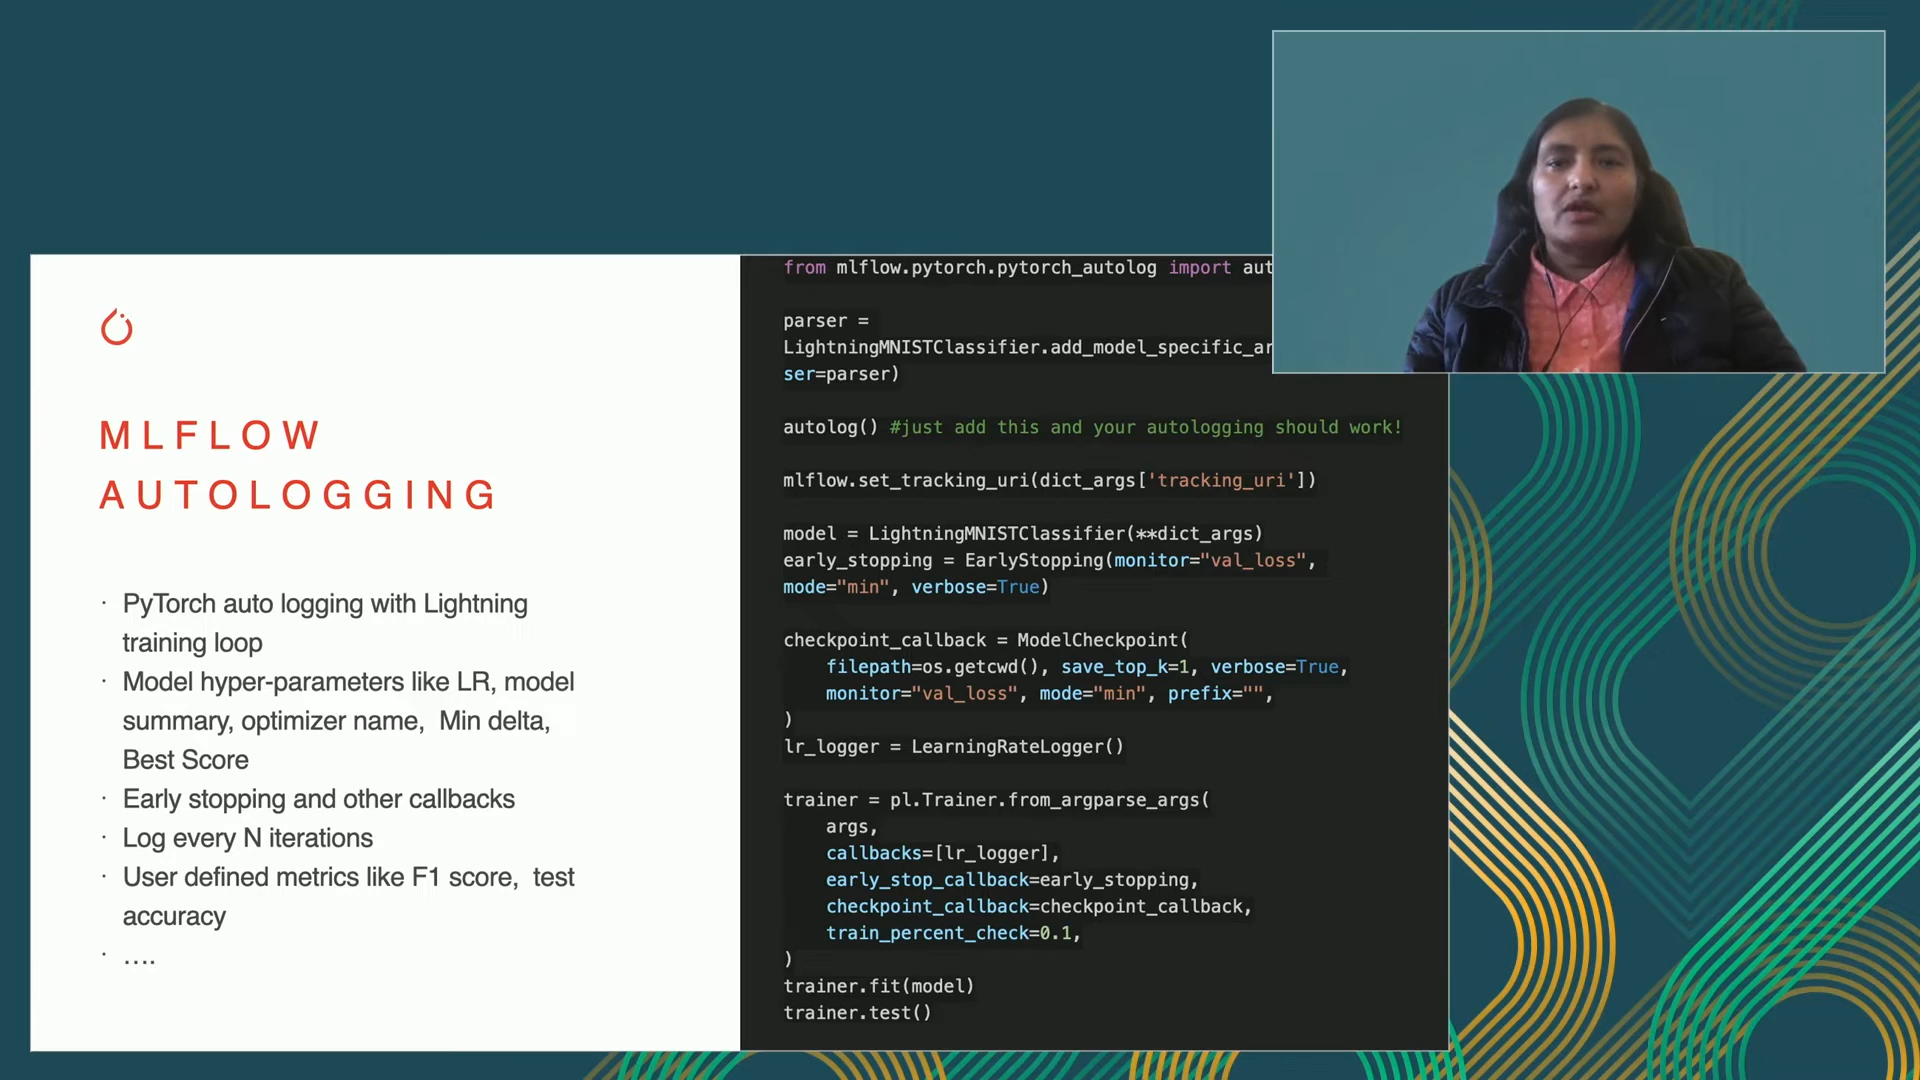 MLFLOW
AUTOLOGGING
· PyTorch auto logging with Lightning
training loop
· Model hyper-parameters like LR, model
summary, optimizer name,  Min delta,
Best Score
· Early stopping and other callbacks
· Log every N iterations
· User defined metrics like F1 score,  test
accuracy
· ....
from mlflow.pytorch.pytorch_autolog import
parser =
ser=parser)
autolog() #just add this and your autologging should work!
mlflow.set_tracking_uri(dict_args['tracking_uri'])
model = LightningMNISTClassifier(**dict_args)
early_stopping = EarlyStopping(monitor="val_loss",
mode="min", verbose=True)
checkpoint_callback = ModelCheckpoint(
    filepath=os.getcwd(), save_top_k=1, verbose=True,
    monitor="val_loss", mode="min", prefix="",
)
lr_logger = LearningRateLogger()
trainer = pl.Trainer.from_argparse_args(
    args,
    callbacks=[lr_logger],
    early_stop_callback=early_stopping,
    checkpoint_callback=checkpoint_callback,
    train_percent_check=0.1,
)
trainer.fit(model)
trainer.test()